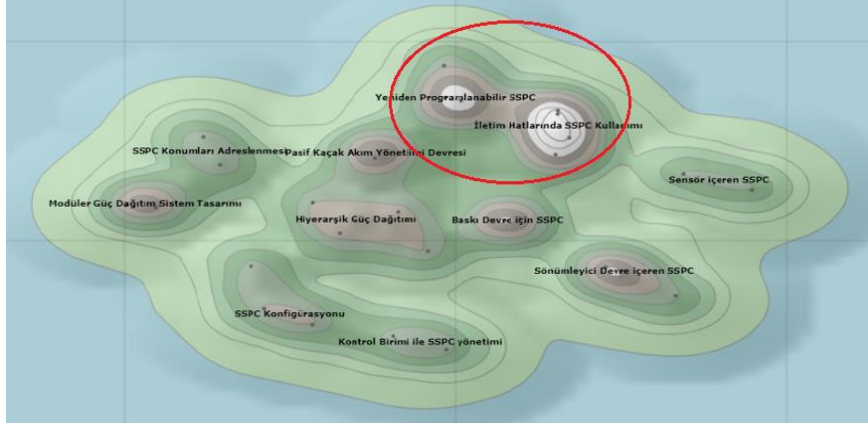 Yeniden Programlanabilir SSPC
İletim Hatlarında SSPC Kullanımı
SSPC Konumları Adreslenmesi
Pasif Kaçak Akım Yönetimi Devresi
Sensör içeren SSPC
Modüler Güç Dağıtım Sistem Tasarımı
Hiyerarşik Güç Dağıtımı
Baskı Devre için SSPC
Sönümleyici Devre içeren SSPC
SSPC Konfigürasyonu
Kontrol Birimi ile SSPC yönetimi